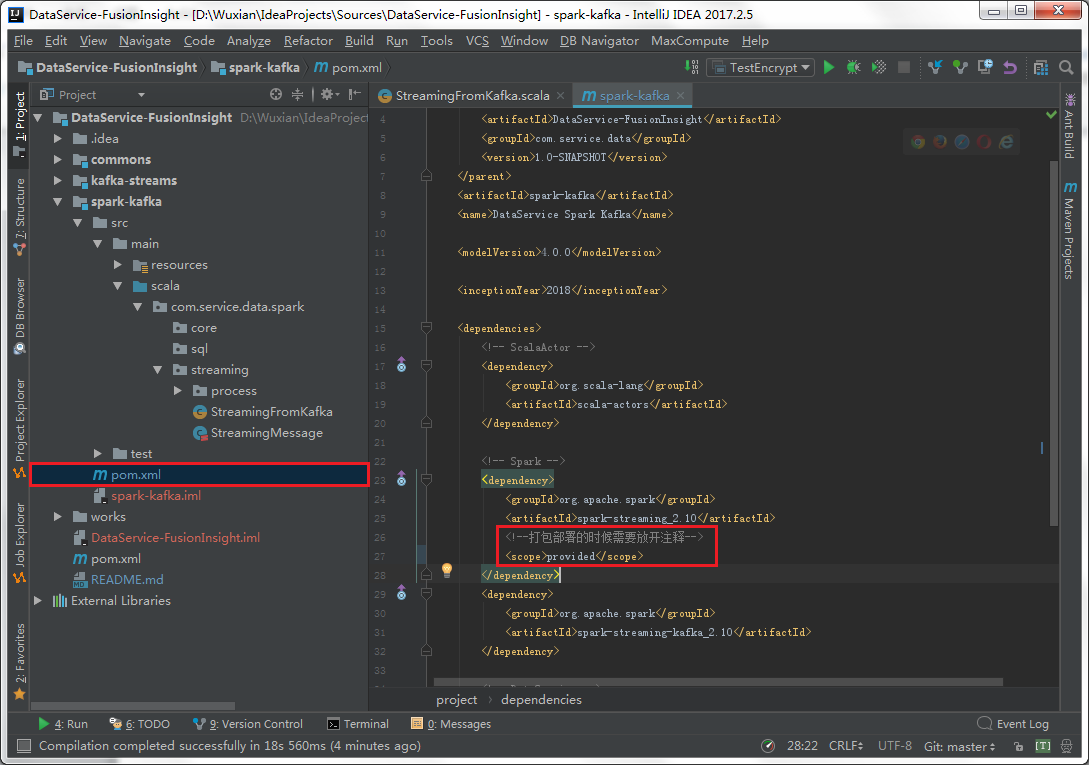 DataService-FusionInsight - [D:\Wuxian\IdeaProjects\Sources\DataService-FusionInsight] - spark-kafka - IntelliJ IDEA 2017.2.5
File Edit View Navigate Code Analyze Refactor Build Run Tools VCS Window DB Navigator MaxCompute Help
DataService-FusionInsight spark-kafka pom.xml TestEncrypt
Project
StreamingFromKafka.scala spark-kafka
1: Project
7: Structure
DB Browser
Project Explorer
Job Explorer
2: Favorites
DataService-FusionInsight D:\Wuxian\IdeaProject
.idea
commons
kafka-streams
spark-kafka
src
main
resources
scala
com.service.data.spark
core
sql
streaming
process
StreamingFromKafka
StreamingMessage
test
pom.xml
spark-kafka.iml
works
DataService-FusionInsight.iml
pom.xml
README.md
External Libraries
4 <artifactId>DataService-FusionInsight</artifactId>
5 <groupId>com.service.data</groupId>
6 <version>1.0-SNAPSHOT</version>
7 </parent>
8 <artifactId>spark-kafka</artifactId>
9 <name>DataService Spark Kafka</name>
10
11 <modelVersion>4.0.0</modelVersion>
12
13 <inceptionYear>2018</inceptionYear>
14
15 <dependencies>
16 <!-- ScalaActor -->
17 <dependency>
18 <groupId>org.scala-lang</groupId>
19 <artifactId>scala-actors</artifactId>
20 </dependency>
21
22 <!-- Spark -->
23 <dependency>
24 <groupId>org.apache.spark</groupId>
25 <artifactId>spark-streaming_2.10</artifactId>
26 <!--打包部署的时候需要放开注释-->
27 <scope>provided</scope>
28 </dependency>
29 <dependency>
30 <groupId>org.apache.spark</groupId>
31 <artifactId>spark-streaming-kafka_2.10</artifactId>
32 </dependency>
33
project dependencies
Ant Build
Maven Projects
4: Run 6: TODO 9: Version Control Terminal 0: Messages Event Log
Compilation completed successfully in 18s 560ms (4 minutes ago) 28:22 CRLF UTF-8 Git: master [T]